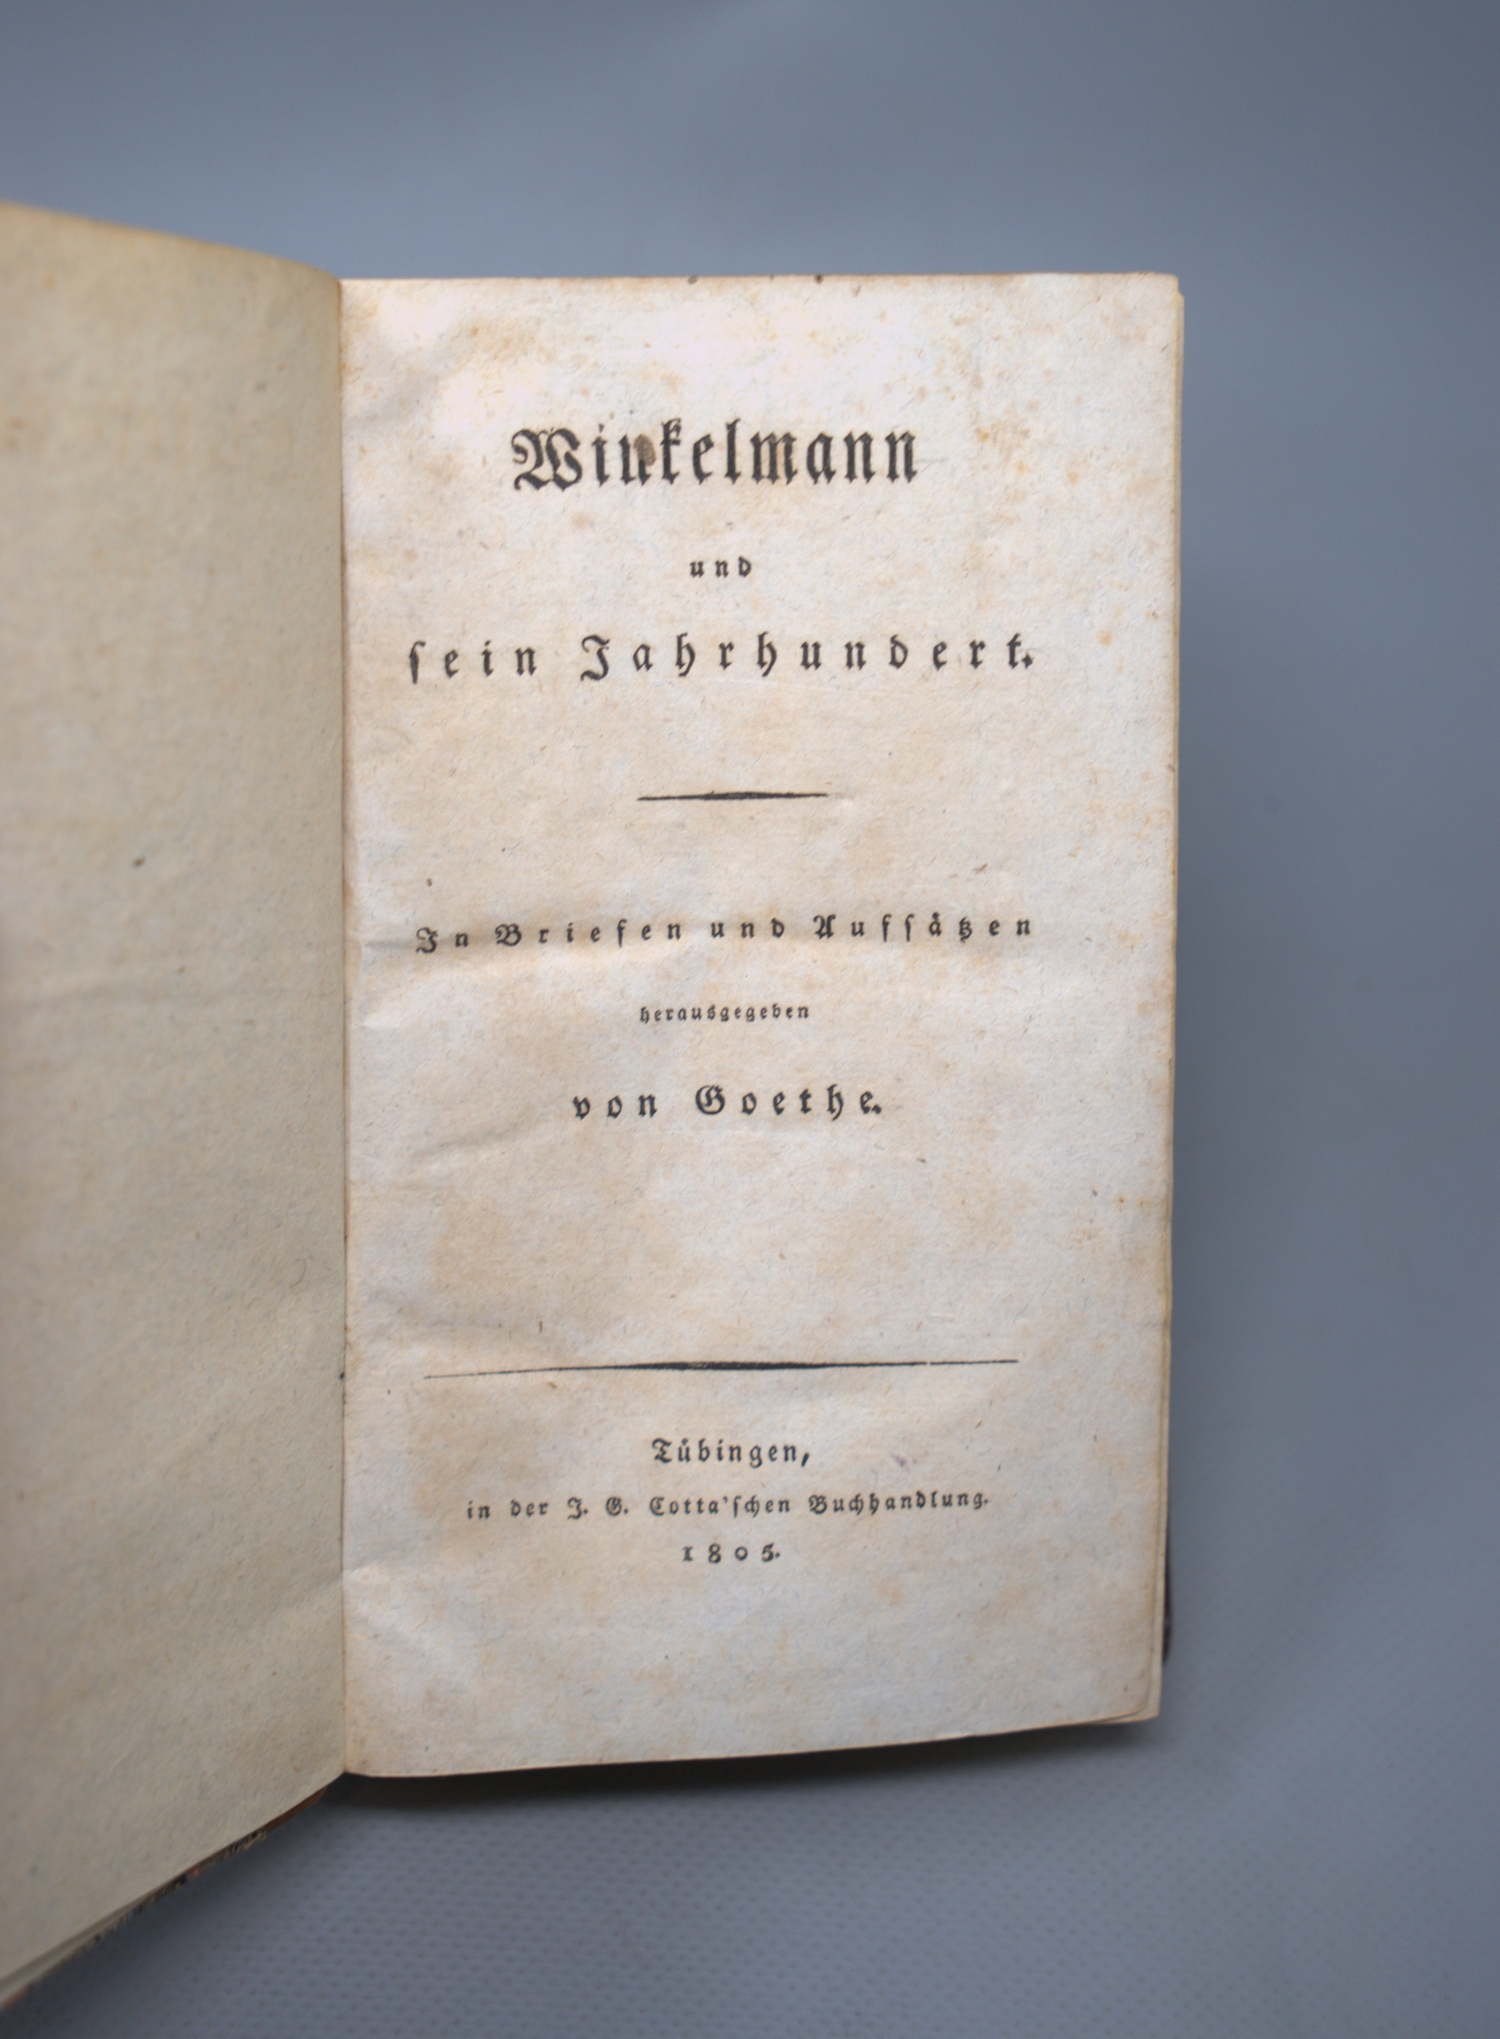 Winkelmann
und
ſein Jahrhundert.
In Briefen und Aufſätzen
herausgegeben
von Goethe.
Tübingen,
in der J. G. Cotta'ſchen Buchhandlung.
1805.